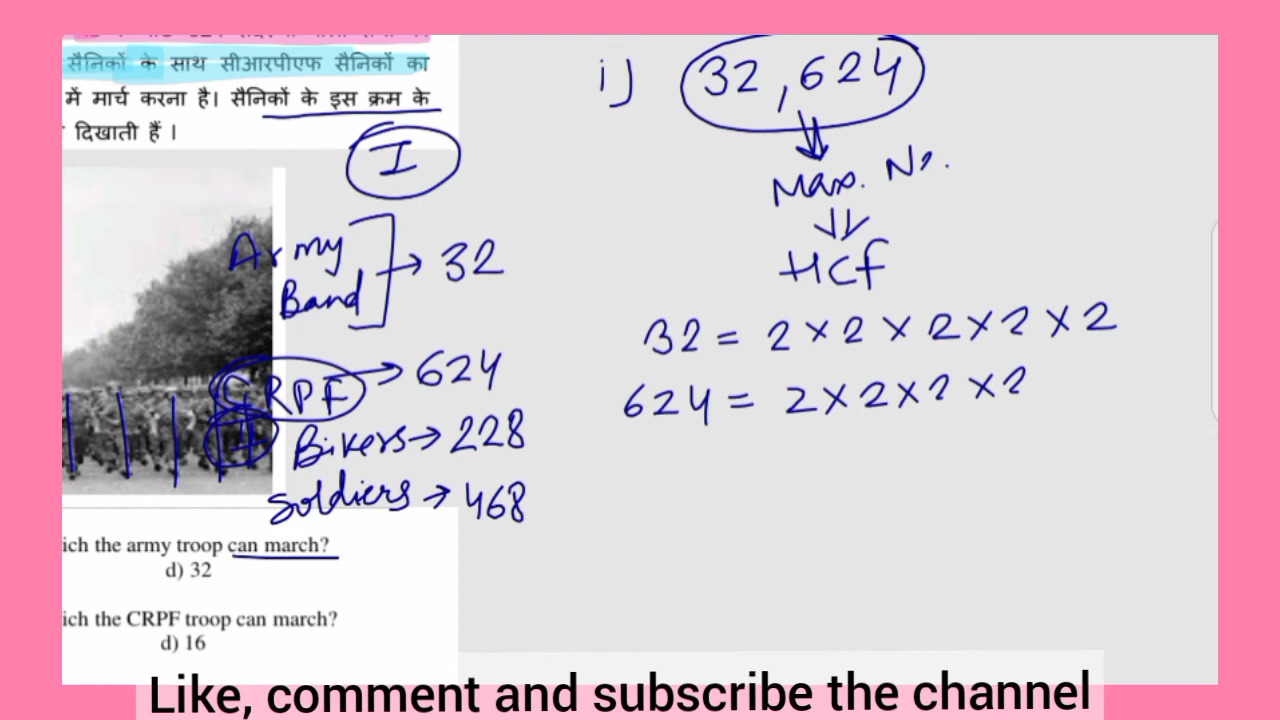 सैनिकों के साथ सीआरपीएफ सैनिकों का
में मार्च करना है। सैनिकों के इस क्रम के
दिखाती हैं ।
I
Army
Band → 32
CRPF → 624
II Bikers → 228
Soldiers → 468
ich the army troop can march?
d) 32
ich the CRPF troop can march?
d) 16
i) 32, 624
Max. No.
HCF
32 = 2 × 2 × 2 × 2 × 2
624 = 2 × 2 × 2 × 2
Like, comment and subscribe the channel